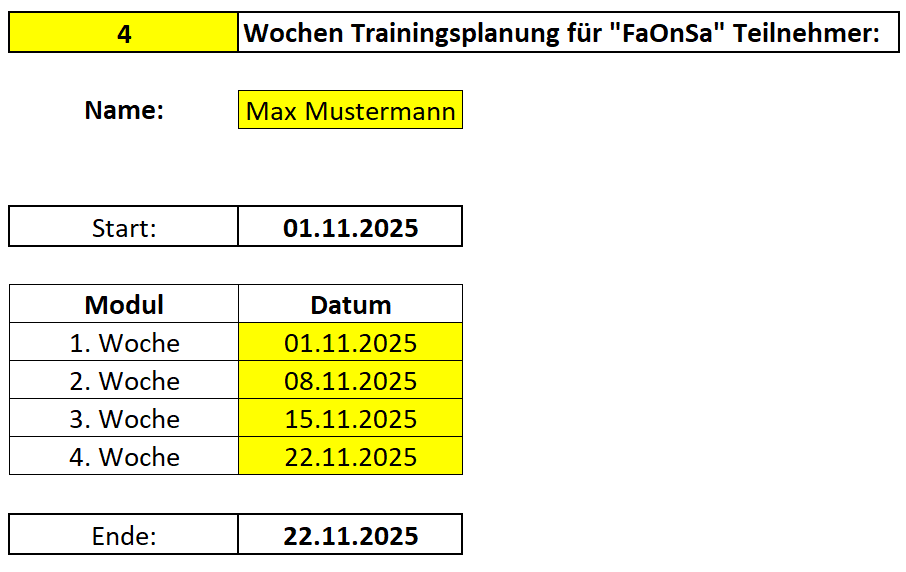 4 Wochen Trainingsplanung für "FaOnSa" Teilnehmer:
Name: Max Mustermann
Start: 01.11.2025
Modul Datum
1. Woche 01.11.2025
2. Woche 08.11.2025
3. Woche 15.11.2025
4. Woche 22.11.2025
Ende: 22.11.2025